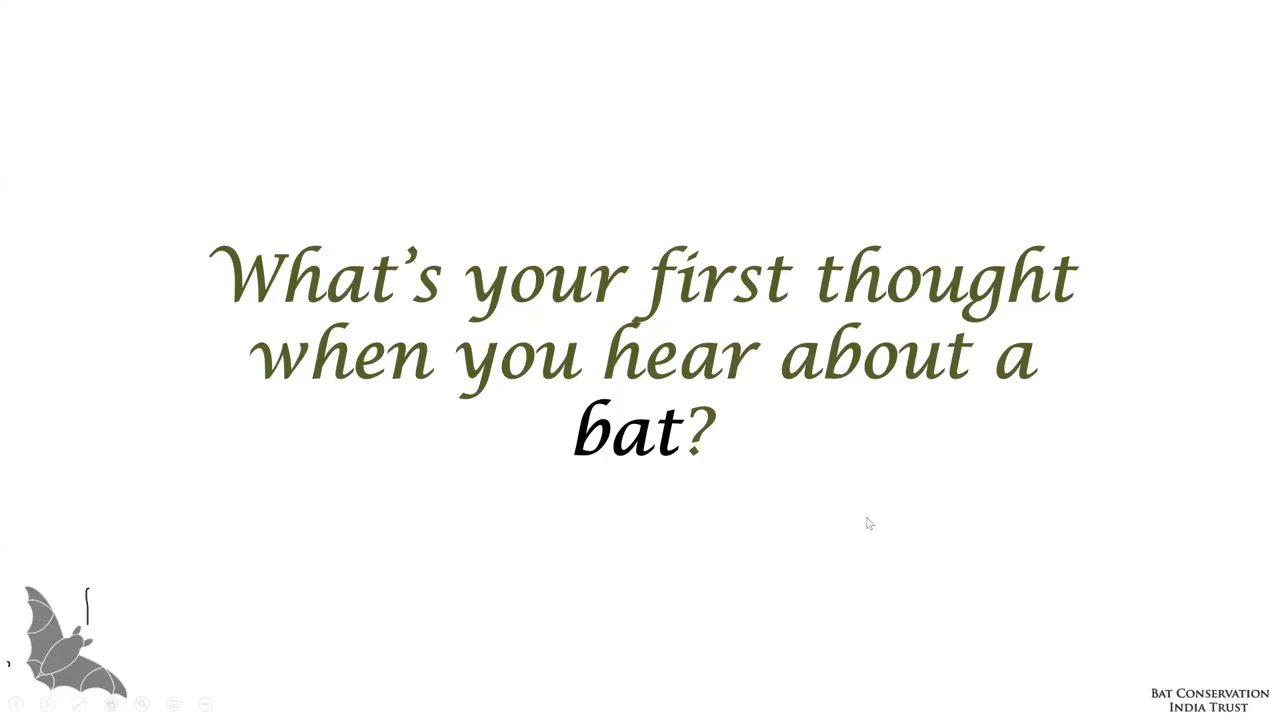 What's your first thought
when you hear about a
bat?
Bat Conservation
India Trust